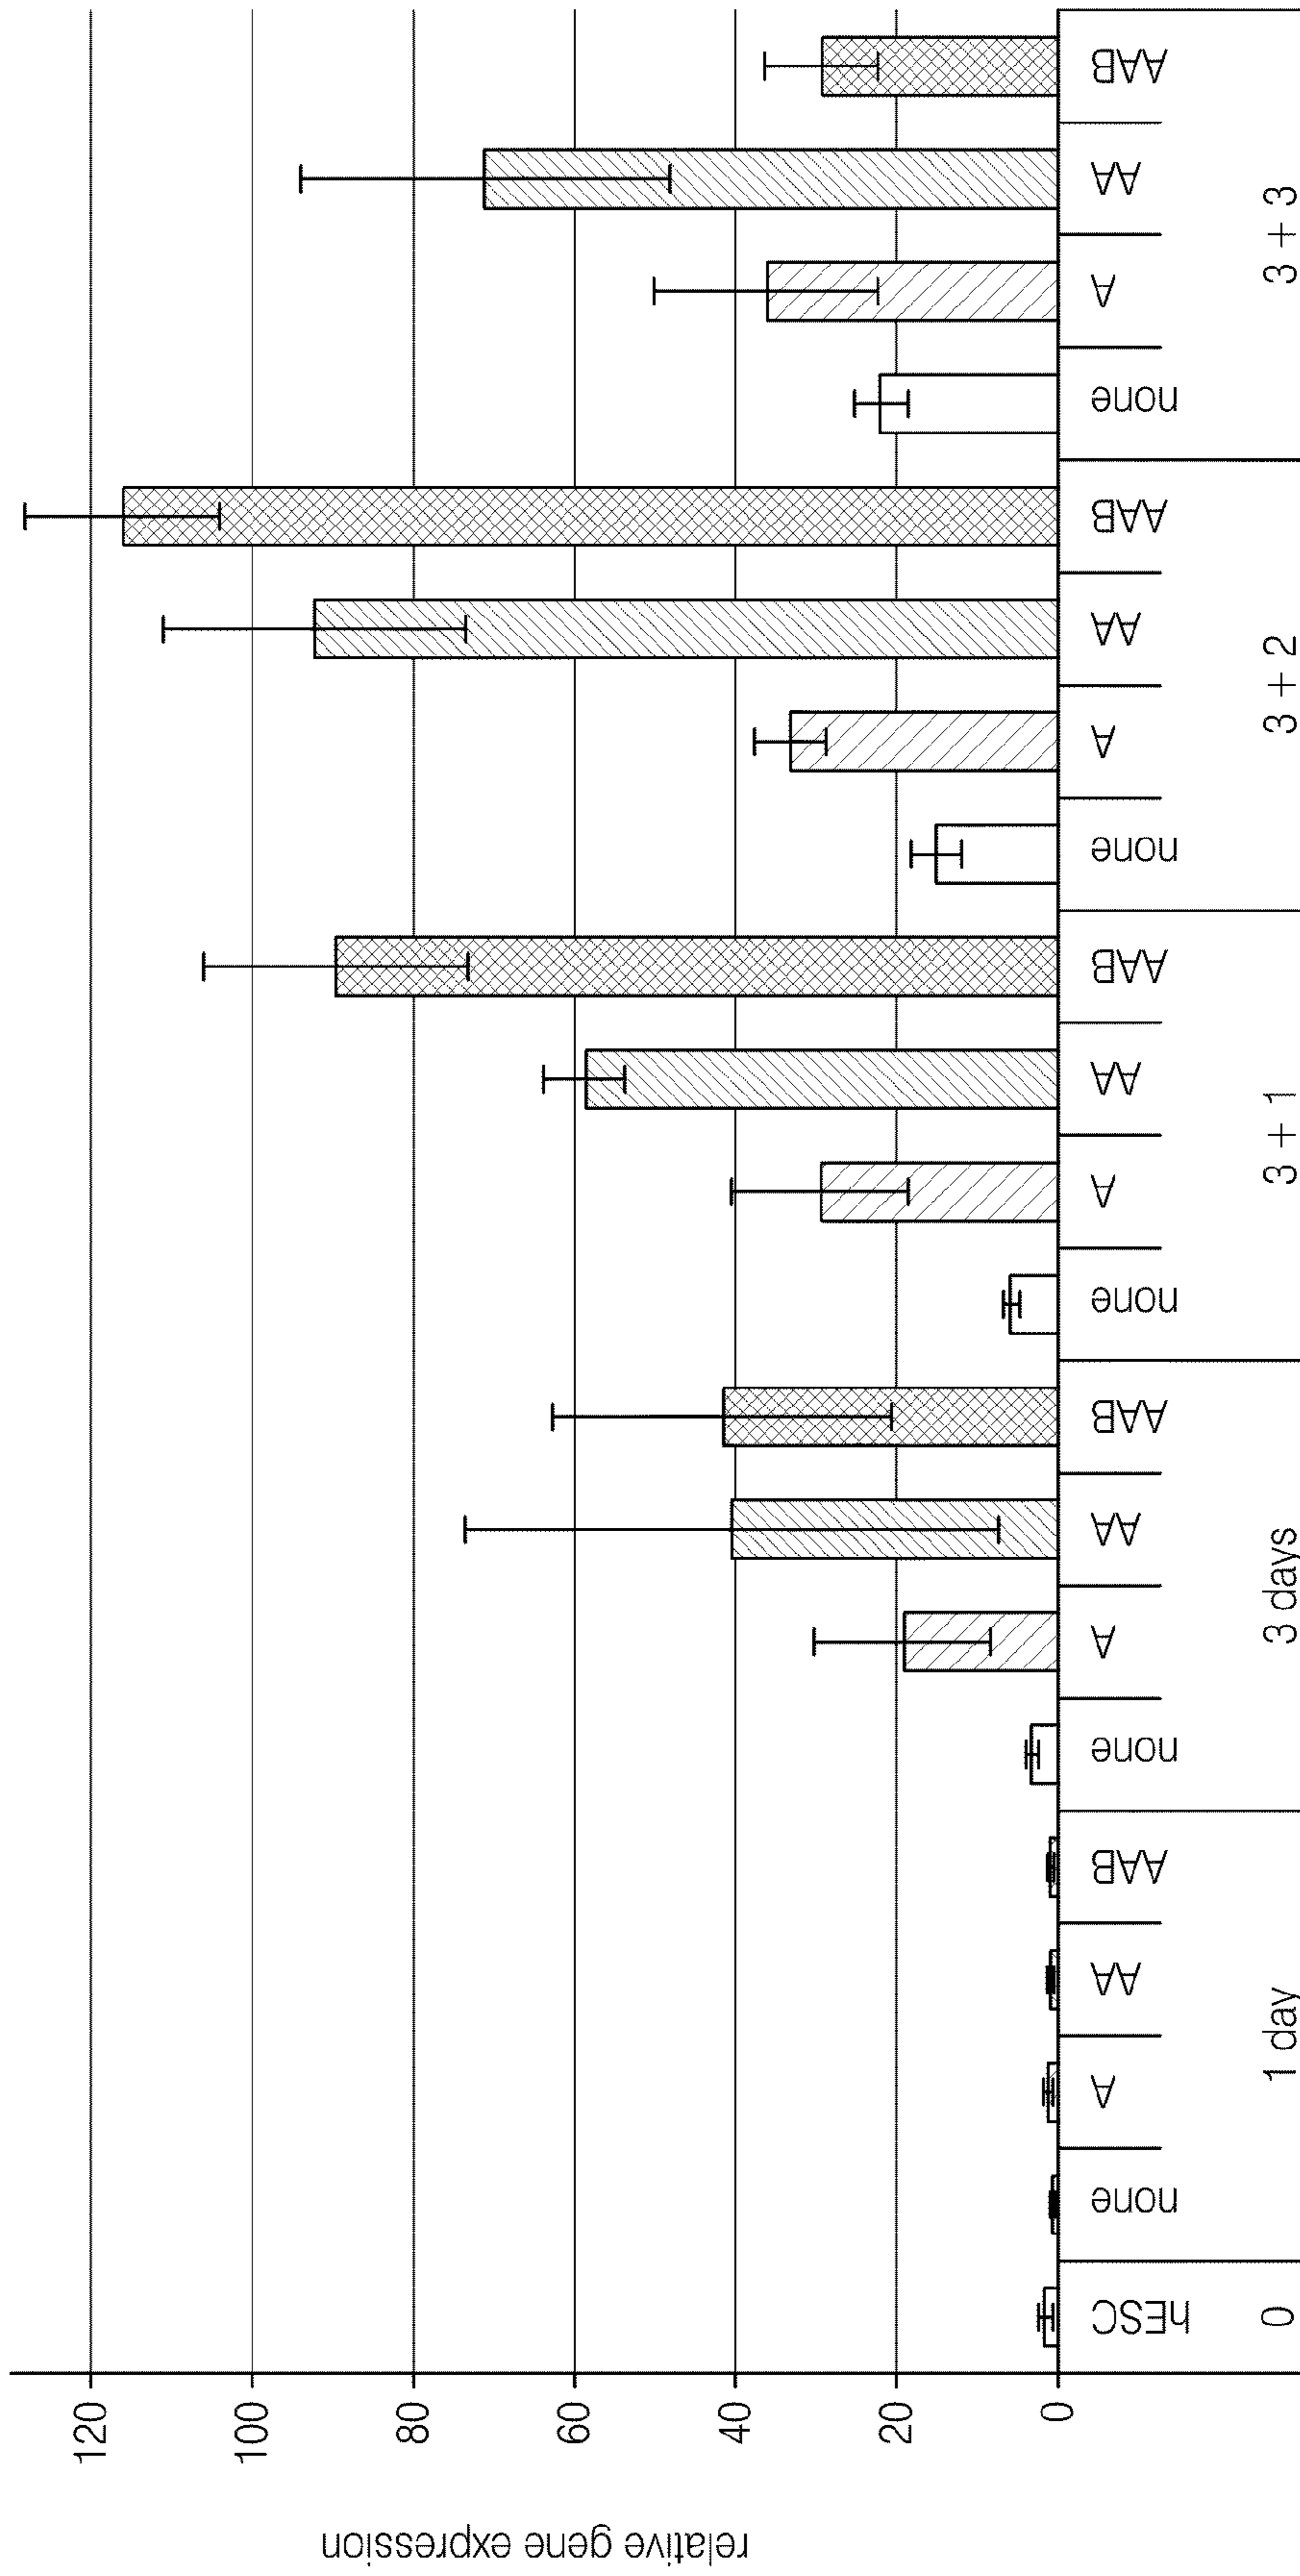 relative gene expression
120
100
80
60
40
20
0
hESC none A AA AAB none A AA AAB none A AA AAB none A AA AAB none A AA AAB
0 1 day 3 days 3 + 1 3 + 2 3 + 3